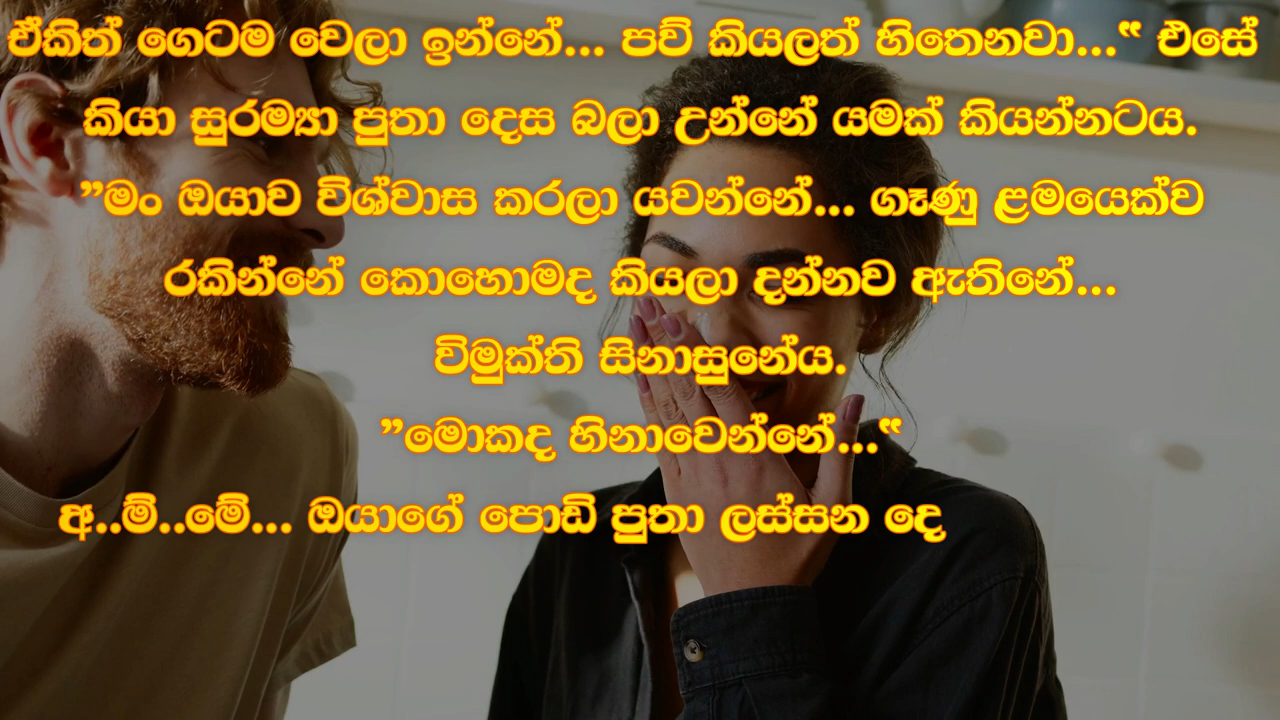 ඒකිත් ගෙටම වෙලා ඉන්නේ... පව් කියලත් හිතෙනවා...‟ එසේ
කියා සුරම්‍යා පුතා දෙස බලා උන්නේ යමක් කියන්නටය.
”මං ඔයාව විශ්වාස කරලා යවන්නේ... ගෑණු ළමයෙක්ව
රකින්නේ කොහොමද කියලා දන්නව ඇතිනේ...
විමුක්ති සිනාසුනේය.
”මොකද හිනාවෙන්නේ...‟
අ..ම්..මේ... ඔයාගේ පොඩි පුතා ලස්සන දෙ